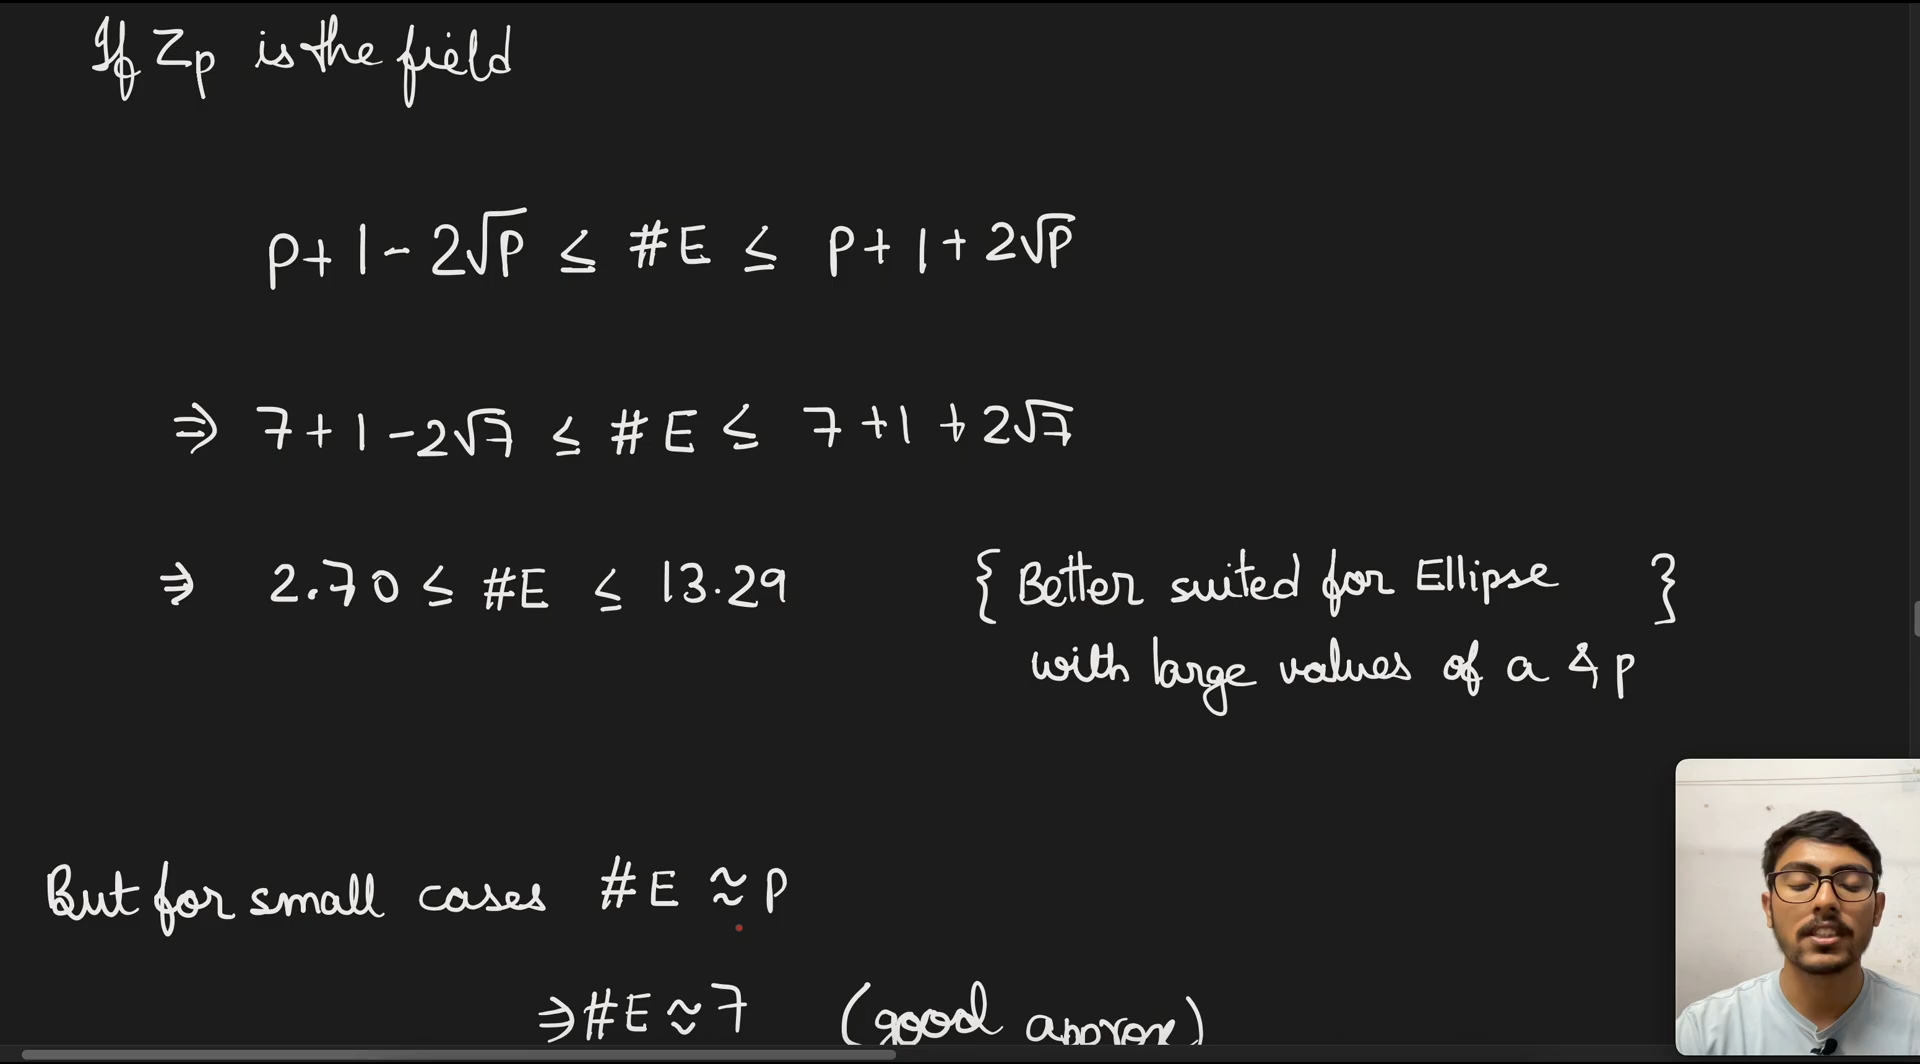 If Zp is the field
p + 1 - 2√p ≤ #E ≤ p + 1 + 2√p
⇒ 7 + 1 - 2√7 ≤ #E ≤ 7 + 1 + 2√7
⇒ 2.70 ≤ #E ≤ 13.29 { Better suited for Ellipse }
with large values of a & p
But for small cases #E ≈ p
⇒ #E ≈ 7 (good approx)